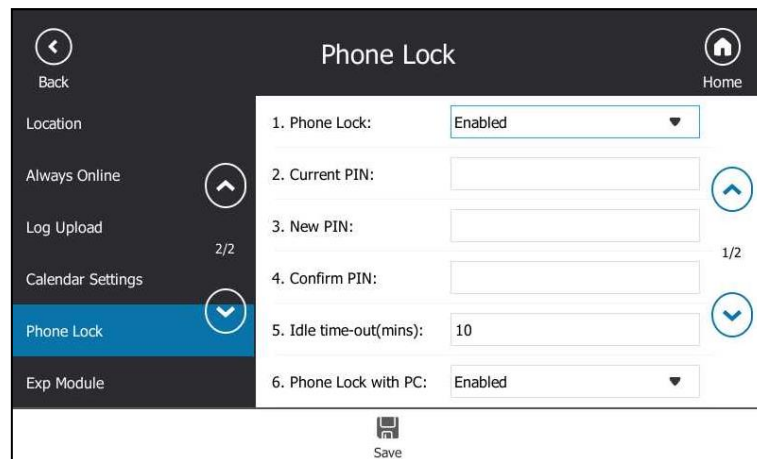 Phone Lock
Back
Home
Location
Always Online
Log Upload
2/2
Calendar Settings
Phone Lock
Exp Module
1. Phone Lock: Enabled
2. Current PIN:
3. New PIN:
1/2
4. Confirm PIN:
5. Idle time-out(mins): 10
6. Phone Lock with PC: Enabled
Save